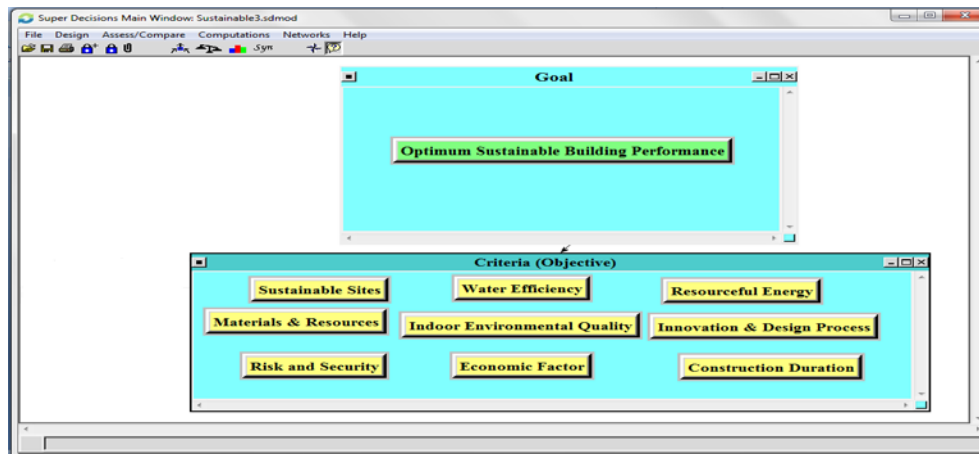 Super Decisions Main Window: Sustainable3.sdmod
File Design Assess/Compare Computations Networks Help
Syn
Goal
Optimum Sustainable Building Performance
Criteria (Objective)
Sustainable Sites Water Efficiency Resourceful Energy
Materials & Resources Indoor Environmental Quality Innovation & Design Process
Risk and Security Economic Factor Construction Duration